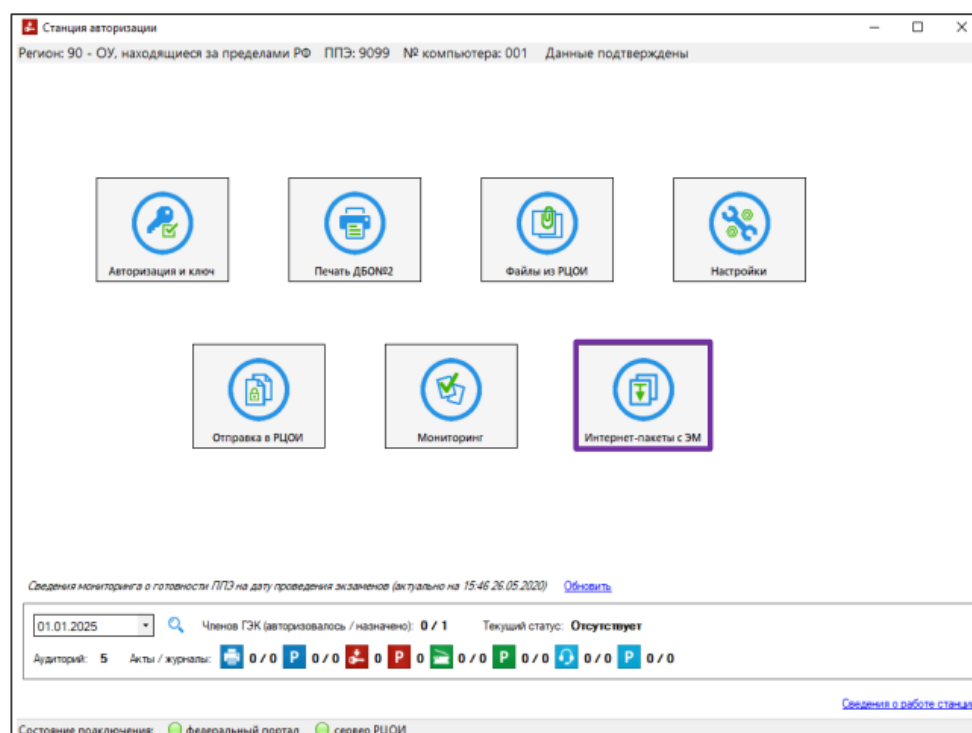 Станция авторизации
Регион: 90 - ОУ, находящиеся за пределами РФ ППЭ: 9099 № компьютера: 001 Данные подтверждены
Авторизация и ключ
Печать ДБО№2
Файлы из РЦОИ
Настройки
Отправка в РЦОИ
Мониторинг
Интернет-пакеты с ЭМ
Сведения мониторинга о готовности ППЭ на дату проведения экзаменов (актуально на 15:46 26.05.2020) Обновить
01.01.2025 Членов ГЭК (авторизовалось / назначено): 0 / 1 Текущий статус: Отсутствует
Аудиторий: 5 Акты / журналы: 0 / 0 P 0 / 0 0 P 0 0 / 0 P 0 / 0 0 / 0 P 0 / 0
Сведения о работе станции
Состояние подключения: федеральный портал сервер РЦОИ